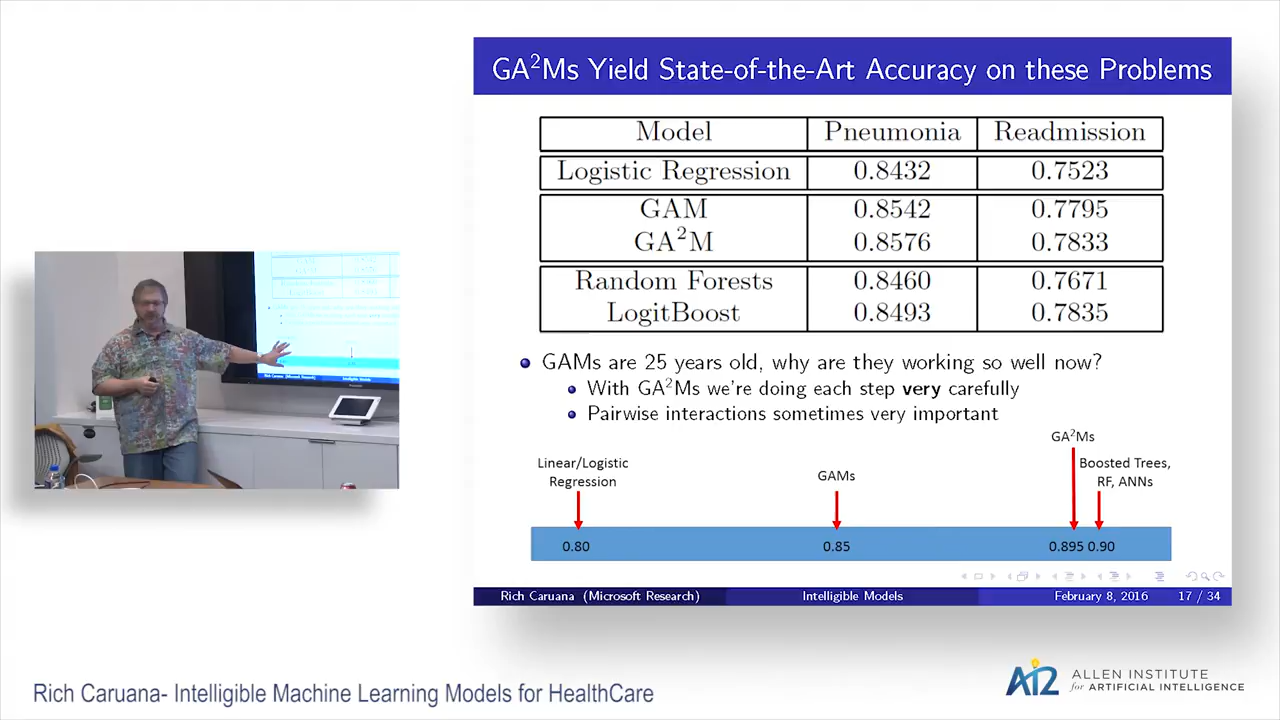 GA²Ms Yield State-of-the-Art Accuracy on these Problems
Model Pneumonia Readmission
Logistic Regression 0.8432 0.7523
GAM 0.8542 0.7795
GA²M 0.8576 0.7833
Random Forests 0.8460 0.7671
LogitBoost 0.8493 0.7835
GAMs are 25 years old, why are they working so well now?
With GA²Ms we're doing each step very carefully
Pairwise interactions sometimes very important
Linear/Logistic
Regression
GAMs
GA²Ms
Boosted Trees,
RF, ANNs
0.80 0.85 0.895 0.90
Rich Caruana (Microsoft Research) Intelligible Models February 8, 2016 17 / 34
Rich Caruana- Intelligible Machine Learning Models for HealthCare
AI2
ALLEN INSTITUTE
for ARTIFICIAL INTELLIGENCE